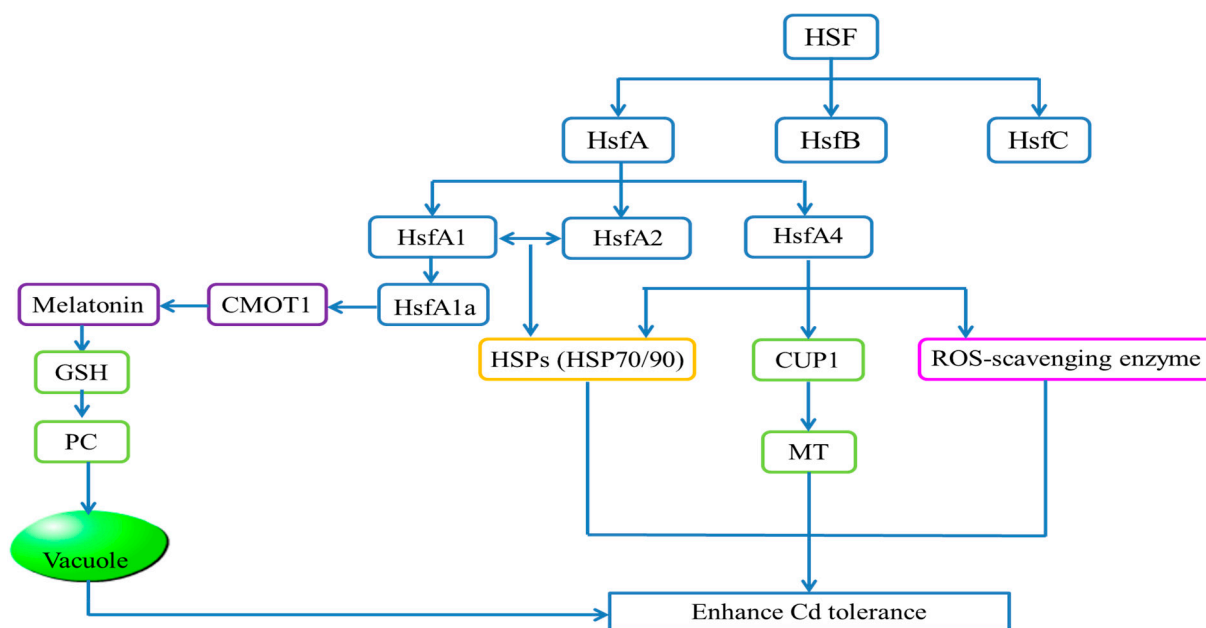 HSF
HsfA
HsfB
HsfC
HsfA1
HsfA2
HsfA4
Melatonin
CMOT1
HsfA1a
GSH
HSPs (HSP70/90)
CUP1
ROS-scavenging enzyme
PC
MT
Vacuole
Enhance Cd tolerance